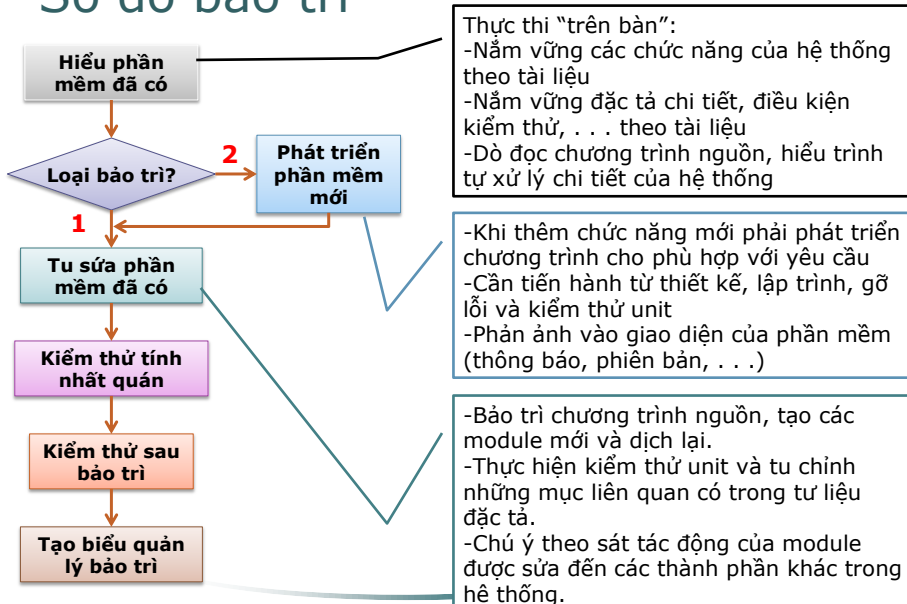 Sơ đồ bảo trì
Hiểu phần
mềm đã có
Loại bảo trì?
2
Phát triển
phần mềm
mới
1
Tu sứa phần
mềm đã có
Kiểm thử tính
nhất quán
Kiểm thử sau
bảo trì
Tạo biểu quản
lý bảo trì
Thực thi “trên bàn”:
-Nắm vững các chức năng của hệ thống
theo tài liệu
-Nắm vững đặc tả chi tiết, điều kiện
kiểm thử, . . . theo tài liệu
-Dò đọc chương trình nguồn, hiểu trình
tự xử lý chi tiết của hệ thống
-Khi thêm chức năng mới phải phát triển
chương trình cho phù hợp với yêu cầu
-Cần tiến hành từ thiết kế, lập trình, gỡ
lỗi và kiểm thử unit
-Phản ảnh vào giao diện của phần mềm
(thông báo, phiên bản, . . .)
-Bảo trì chương trình nguồn, tạo các
module mới và dịch lại.
-Thực hiện kiểm thử unit và tu chỉnh
những mục liên quan có trong tư liệu
đặc tả.
-Chú ý theo sát tác động của module
được sửa đến các thành phần khác trong
hệ thống.